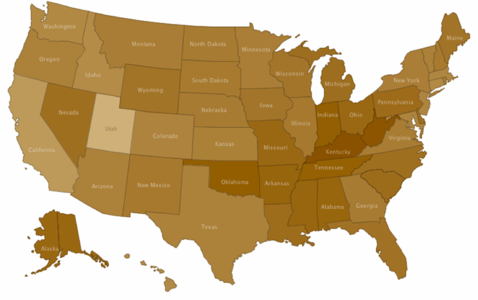 Washington
Montana
North Dakota
Minnesota
Maine
Oregon
Idaho
South Dakota
Wisconsin
Michigan
New York
Wyoming
Iowa
Pennsylvania
Nevada
Nebraska
Indiana
Ohio
Utah
Illinois
Colorado
Kansas
Missouri
Virginia
California
Kentucky
Tennessee
Arizona
New Mexico
Oklahoma
Arkansas
Alabama
Georgia
Texas
Alaska